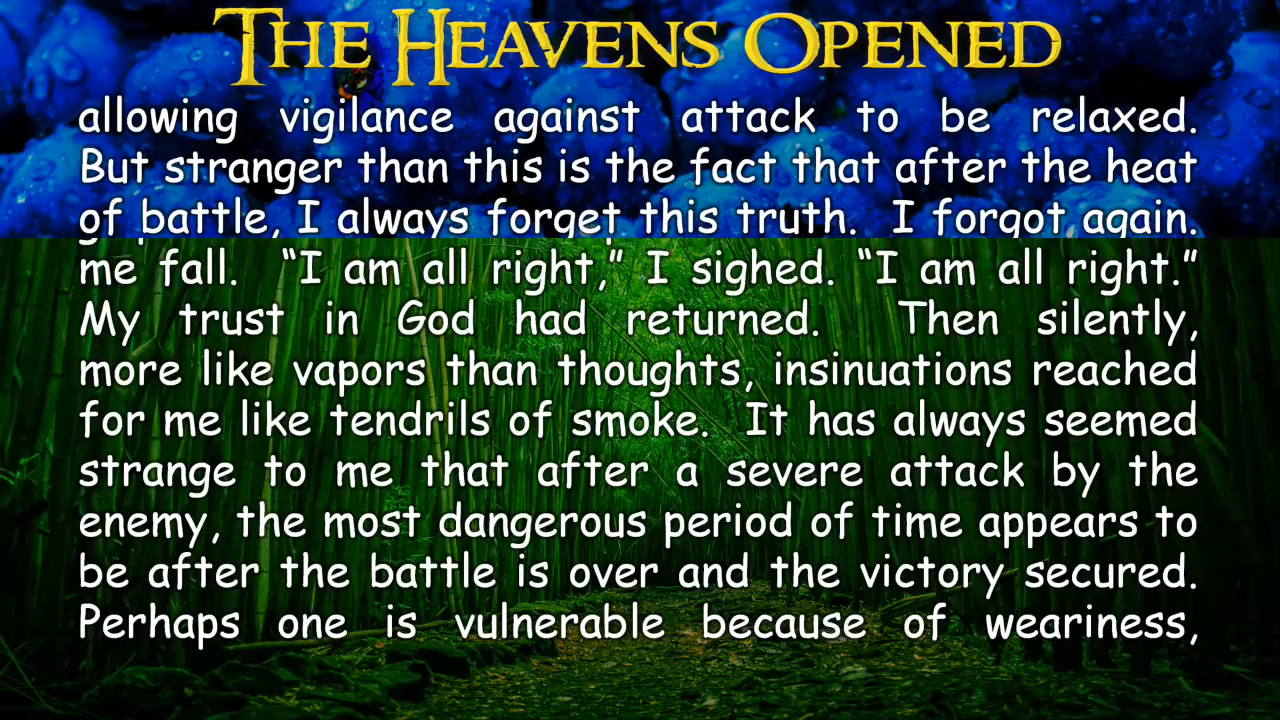 THE HEAVENS OPENED
allowing vigilance against attack to be relaxed.
But stranger than this is the fact that after the heat
of battle, I always forget this truth. I forgot again.
me fall. “I am all right,” I sighed. “I am all right.”
My trust in God had returned. Then silently,
more like vapors than thoughts, insinuations reached
for me like tendrils of smoke. It has always seemed
strange to me that after a severe attack by the
enemy, the most dangerous period of time appears to
be after the battle is over and the victory secured.
Perhaps one is vulnerable because of weariness,